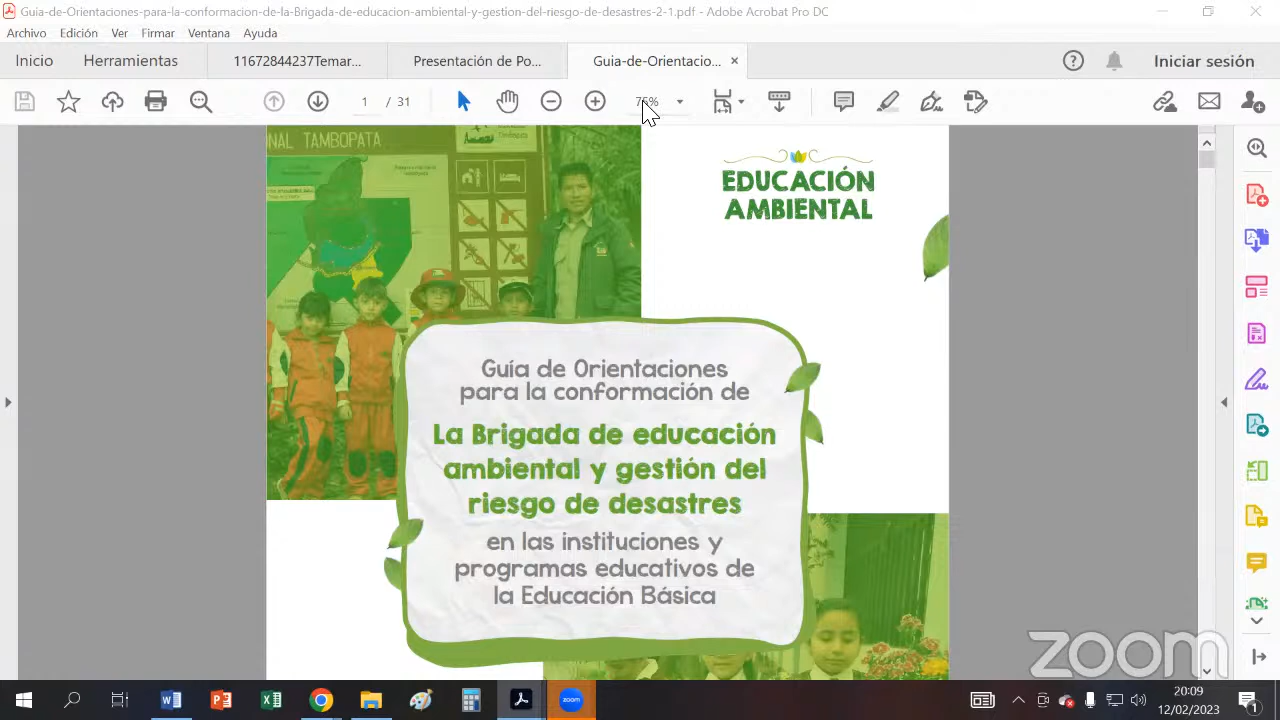 Guia-de-Orientaciones-para-la-conformacion-de-la-Brigada-de-educacion-ambiental-y-gestion-del-riesgo-de-desastres-2-1.pdf - Adobe Acrobat Pro DC
Archivo Edición Ver Firmar Ventana Ayuda
Inicio Herramientas 11672844237Temar... Presentación de Po... Guia-de-Orientacio... ×
1 / 31 75%
ONAL TAMBOPATA
EDUCACIÓN
AMBIENTAL
Guía de Orientaciones
para la conformación de
La Brigada de educación
ambiental y gestión del
riesgo de desastres
en las instituciones y
programas educativos de
la Educación Básica
Iniciar sesión
zoom
zoom
20:09
12/02/2023
1